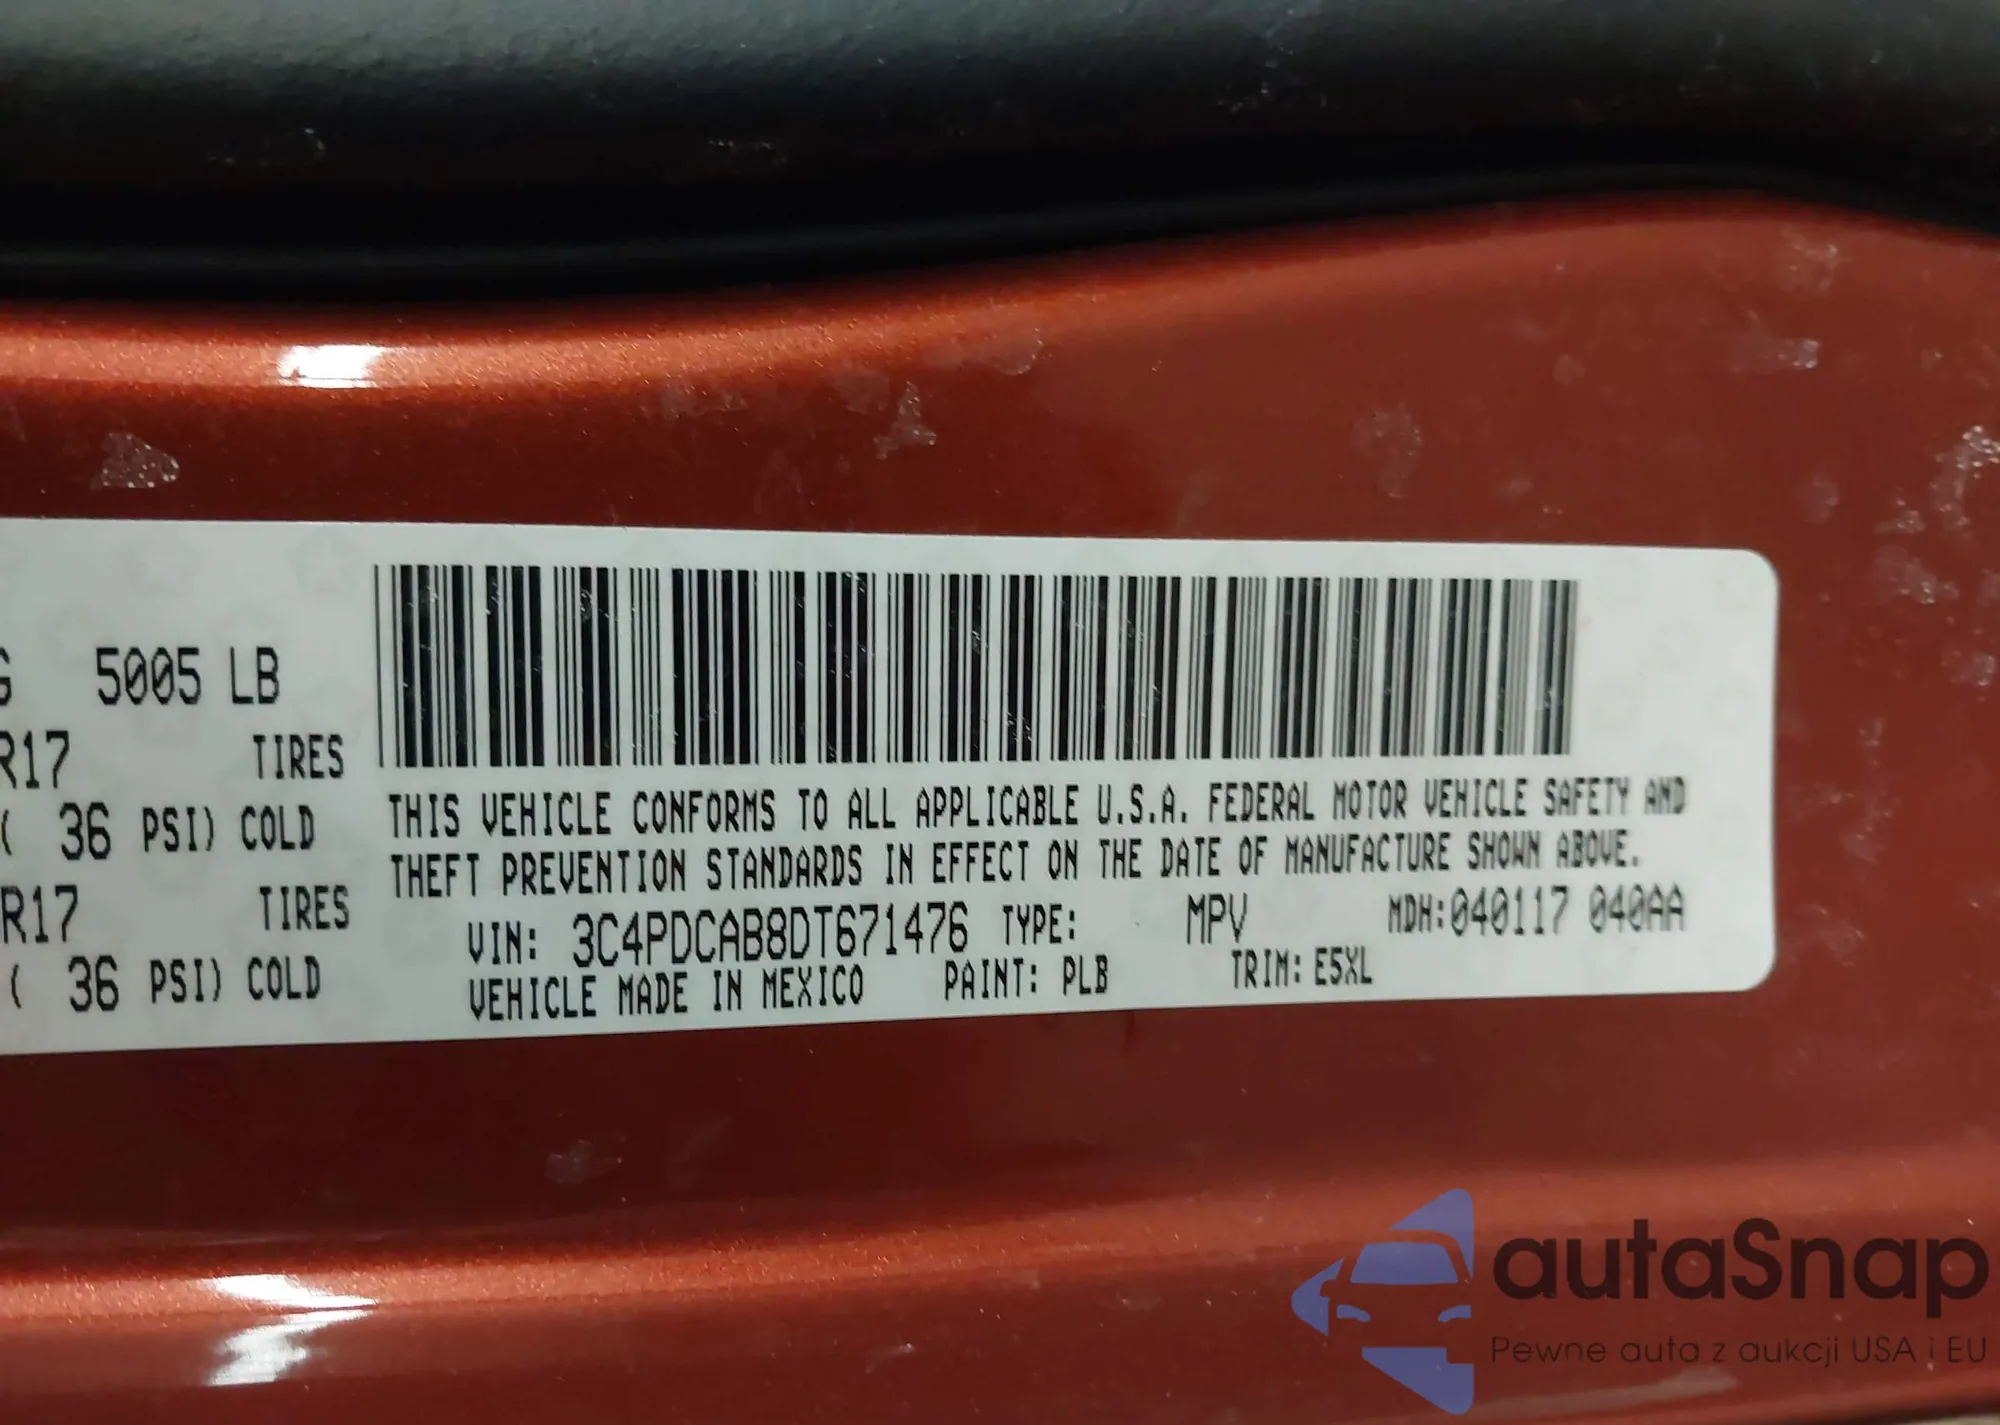 G 5005 LB
R17 TIRES
( 36 PSI) COLD
R17 TIRES
( 36 PSI) COLD
THIS VEHICLE CONFORMS TO ALL APPLICABLE U.S.A. FEDERAL MOTOR VEHICLE SAFETY AND
THEFT PREVENTION STANDARDS IN EFFECT ON THE DATE OF MANUFACTURE SHOWN ABOVE.
VIN: 3C4PDCAB8DT671476 TYPE: MPV MDH:040117 040AA
VEHICLE MADE IN MEXICO PAINT: PLB TRIM: E5XL
autaSnap
Pewne auta z aukcji USA i EU